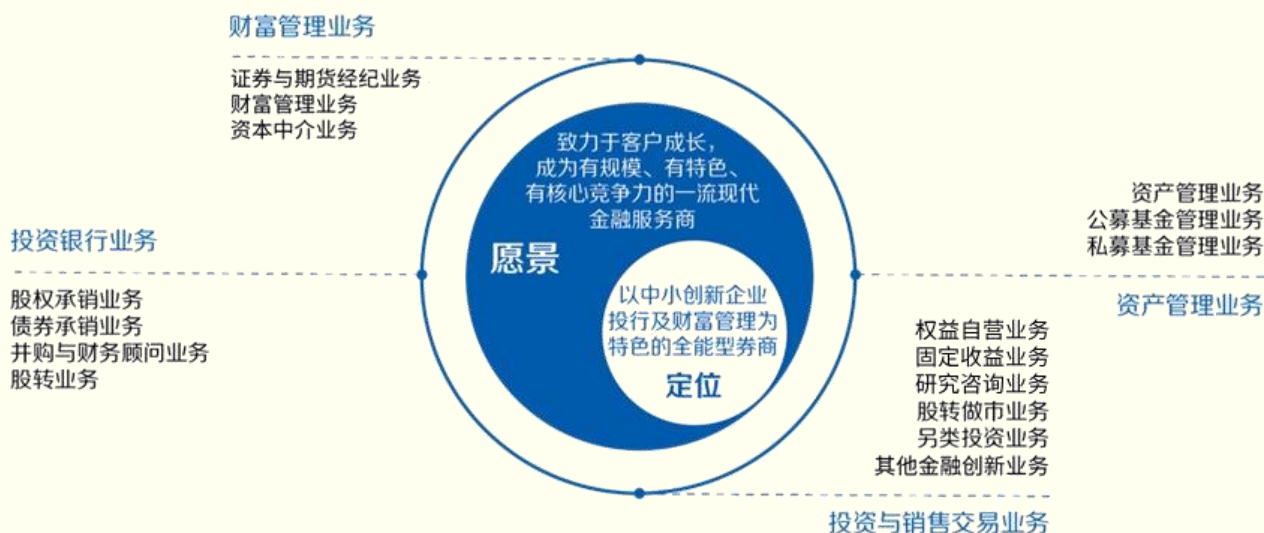 财富管理业务
证券与期货经纪业务
财富管理业务
资本中介业务
投资银行业务
股权承销业务
债券承销业务
并购与财务顾问业务
股转业务
致力于客户成长，
成为有规模、有特色、
有核心竞争力的一流现代
金融服务商
愿景
以中小创新企业
投行及财富管理为
特色的全能型券商
定位
资产管理业务
公募基金管理业务
私募基金管理业务
资产管理业务
权益自营业务
固定收益业务
研究咨询业务
股转做市业务
另类投资业务
其他金融创新业务
投资与销售交易业务